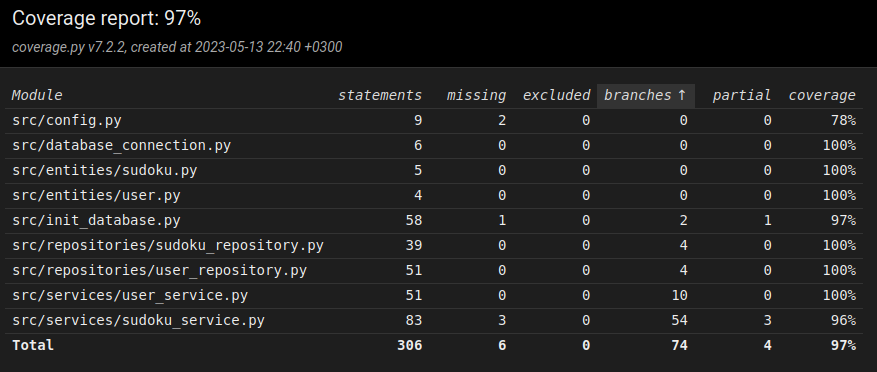 Coverage report: 97%
coverage.py v7.2.2, created at 2023-05-13 22:40 +0300
Module statements missing excluded branches ↑ partial coverage
src/config.py 9 2 0 0 0 78%
src/database_connection.py 6 0 0 0 0 100%
src/entities/sudoku.py 5 0 0 0 0 100%
src/entities/user.py 4 0 0 0 0 100%
src/init_database.py 58 1 0 2 1 97%
src/repositories/sudoku_repository.py 39 0 0 4 0 100%
src/repositories/user_repository.py 51 0 0 4 0 100%
src/services/user_service.py 51 0 0 10 0 100%
src/services/sudoku_service.py 83 3 0 54 3 96%
Total 306 6 0 74 4 97%